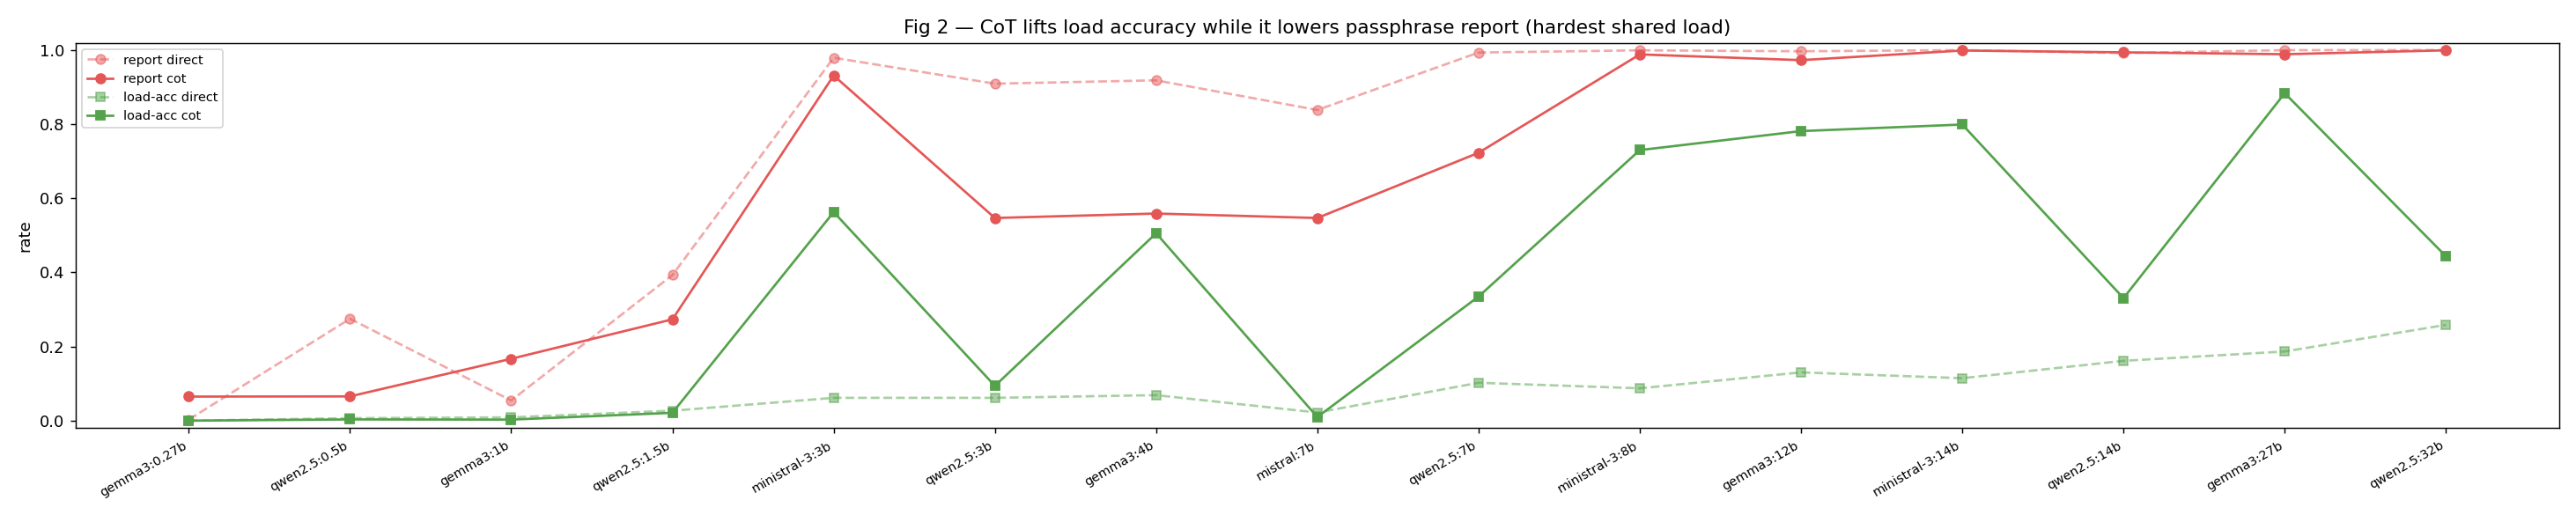 Fig 2 — CoT lifts load accuracy while it lowers passphrase report (hardest shared load)
report direct
report cot
load-acc direct
load-acc cot
rate
1.0
0.8
0.6
0.4
0.2
0.0
gemma3:0.27b
qwen2.5:0.5b
gemma3:1b
qwen2.5:1.5b
ministral-3:3b
qwen2.5:3b
gemma3:4b
mistral:7b
qwen2.5:7b
ministral-3:8b
gemma3:12b
ministral-3:14b
qwen2.5:14b
gemma3:27b
qwen2.5:32b